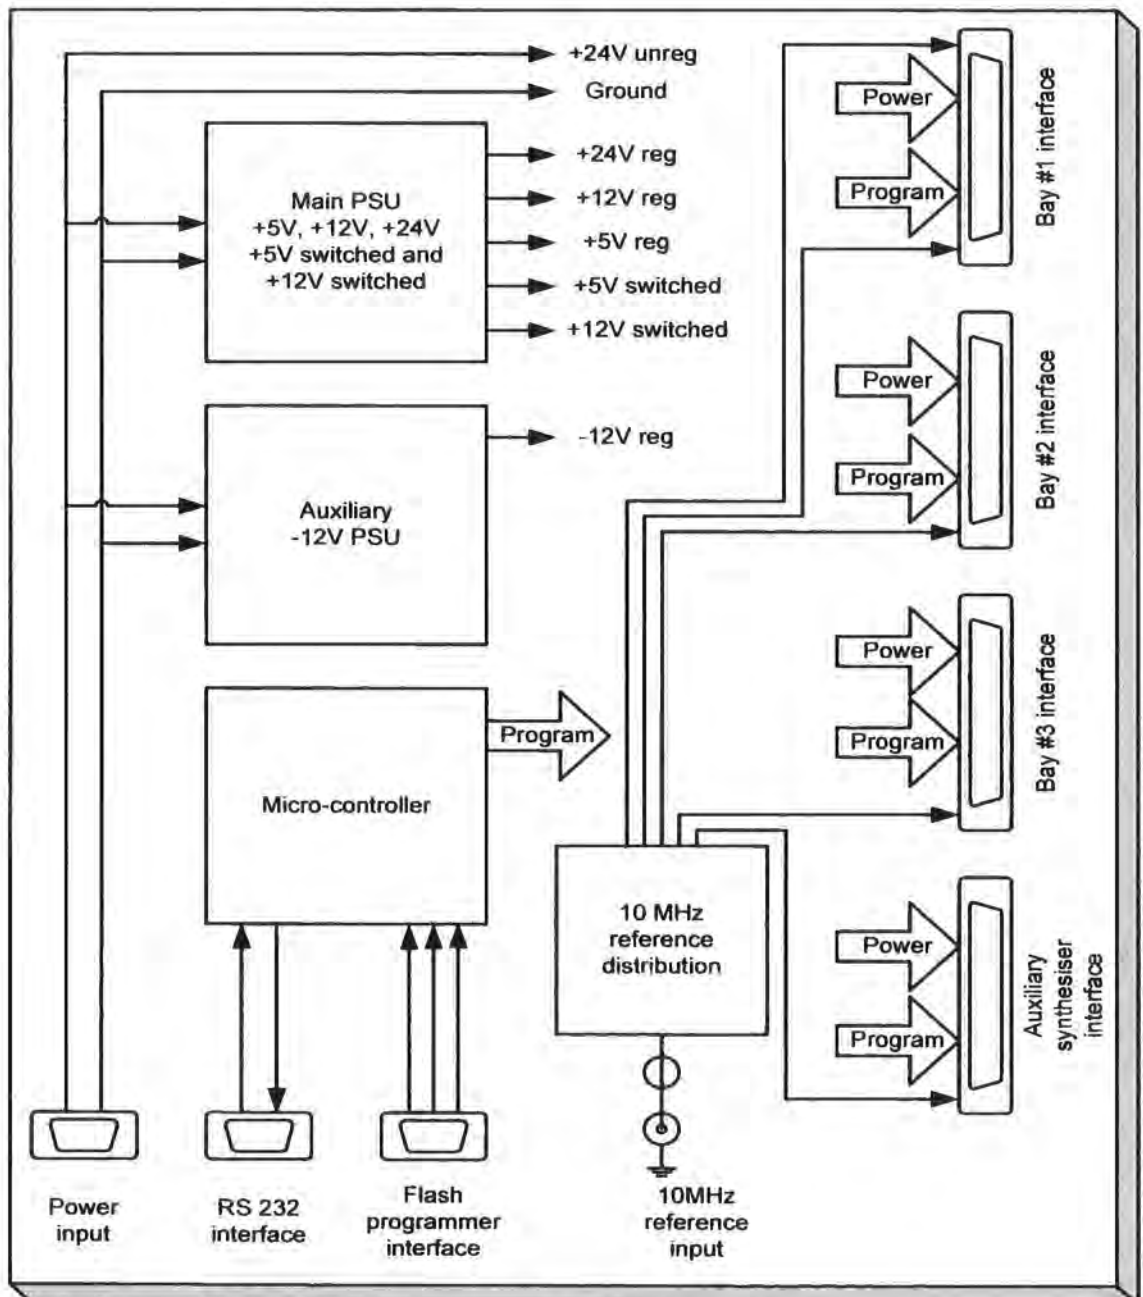 +24V unreg
Ground
Main PSU
+5V, +12V, +24V
+5V switched and
+12V switched
+24V reg
+12V reg
+5V reg
+5V switched
+12V switched
Auxiliary
-12V PSU
-12V reg
Micro-controller
Program
10 MHz
reference
distribution
Power
Program
Bay #1 interface
Power
Program
Bay #2 interface
Power
Program
Bay #3 interface
Power
Program
Auxiliary
synthesiser
interface
Power
input
RS 232
interface
Flash
programmer
interface
10MHz
reference
input